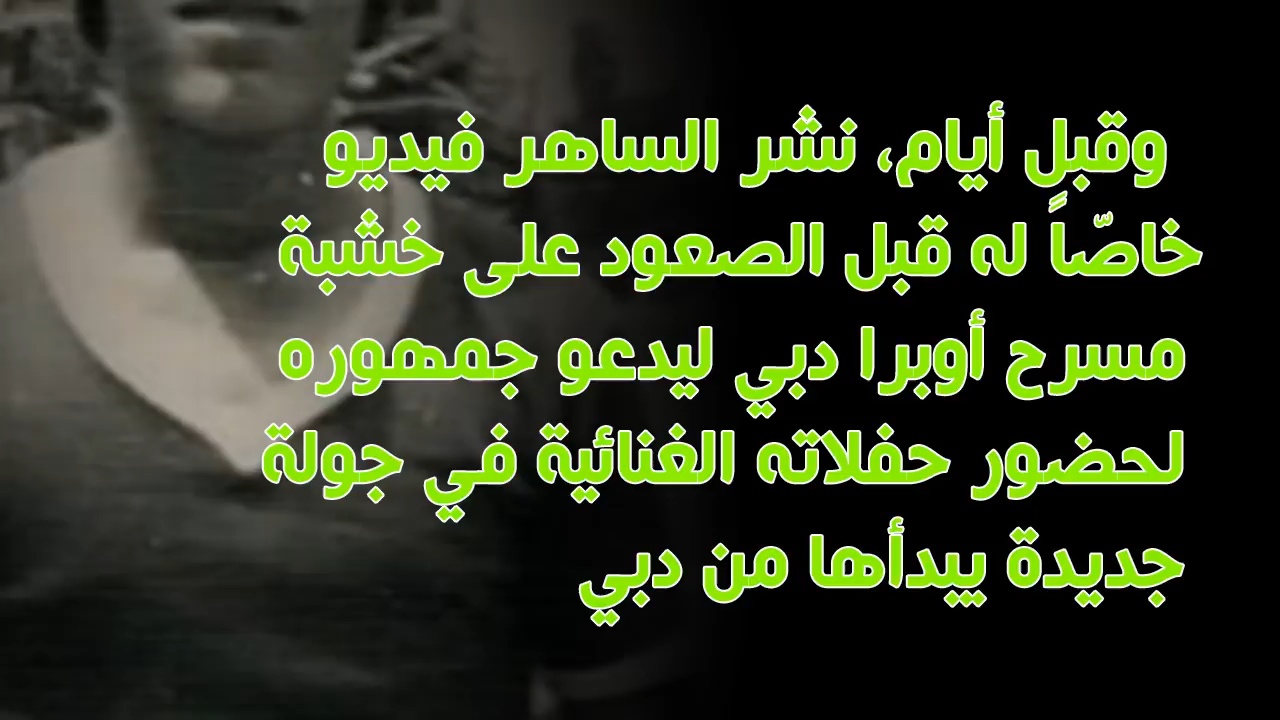 وقبل أيام، نشر الساهر فيديو
خاصّاً له قبل الصعود على خشبة
مسرح أوبرا دبي ليدعو جمهوره
لحضور حفلاته الغنائية في جولة
جديدة يبدأها من دبي